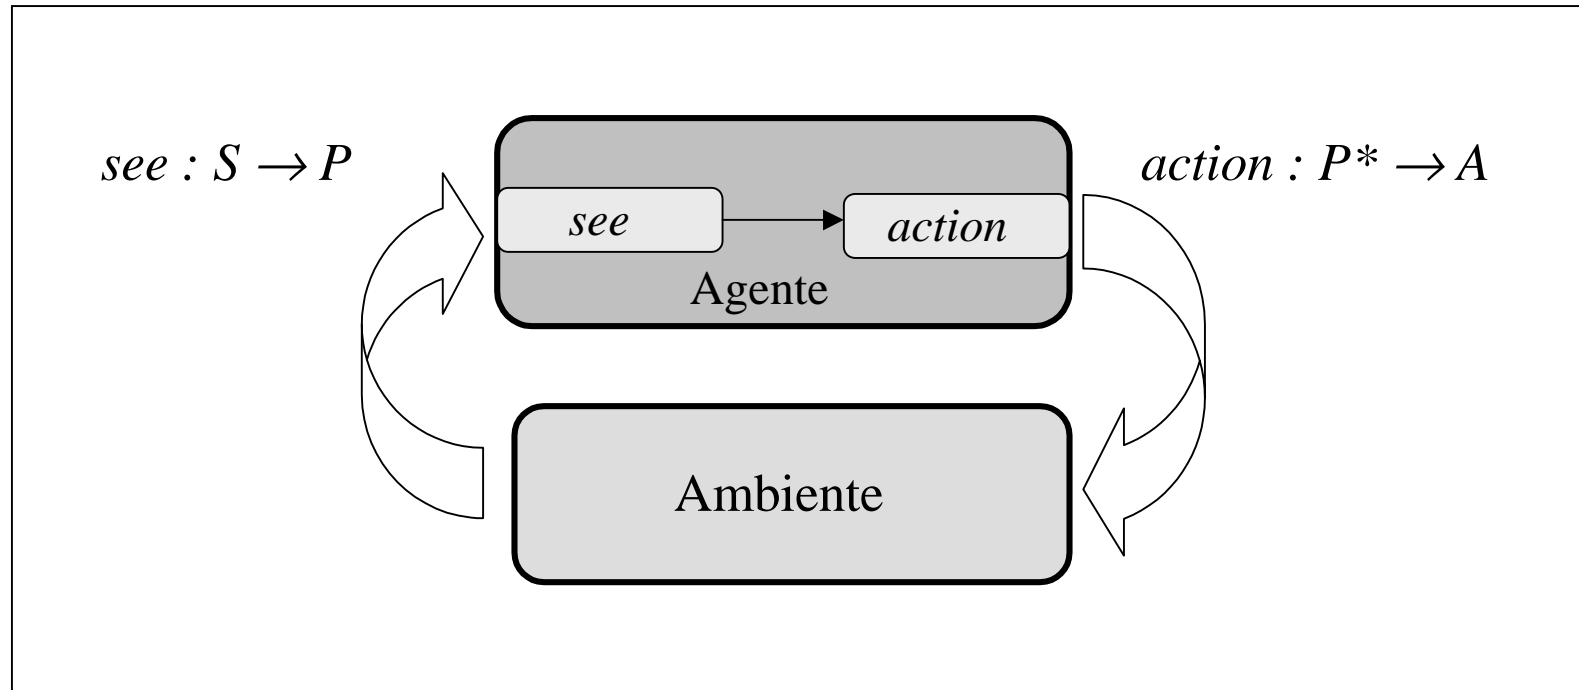 see : S → P
action : P* → A
see
action
Agente
Ambiente